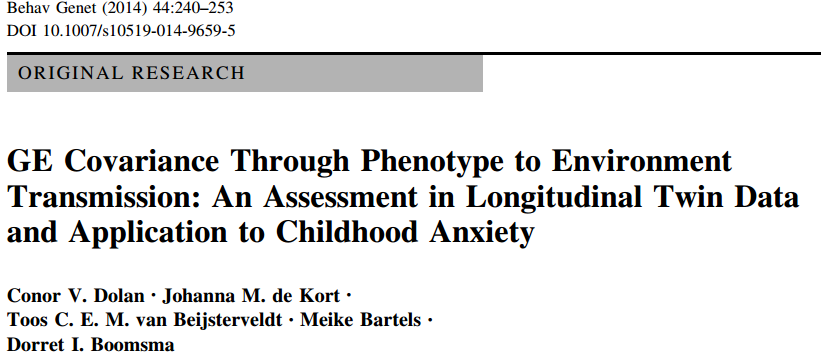 Behav Genet (2014) 44:240–253
DOI 10.1007/s10519-014-9659-5
ORIGINAL RESEARCH
GE Covariance Through Phenotype to Environment
Transmission: An Assessment in Longitudinal Twin Data
and Application to Childhood Anxiety
Conor V. Dolan · Johanna M. de Kort ·
Toos C. E. M. van Beijsterveldt · Meike Bartels ·
Dorret I. Boomsma